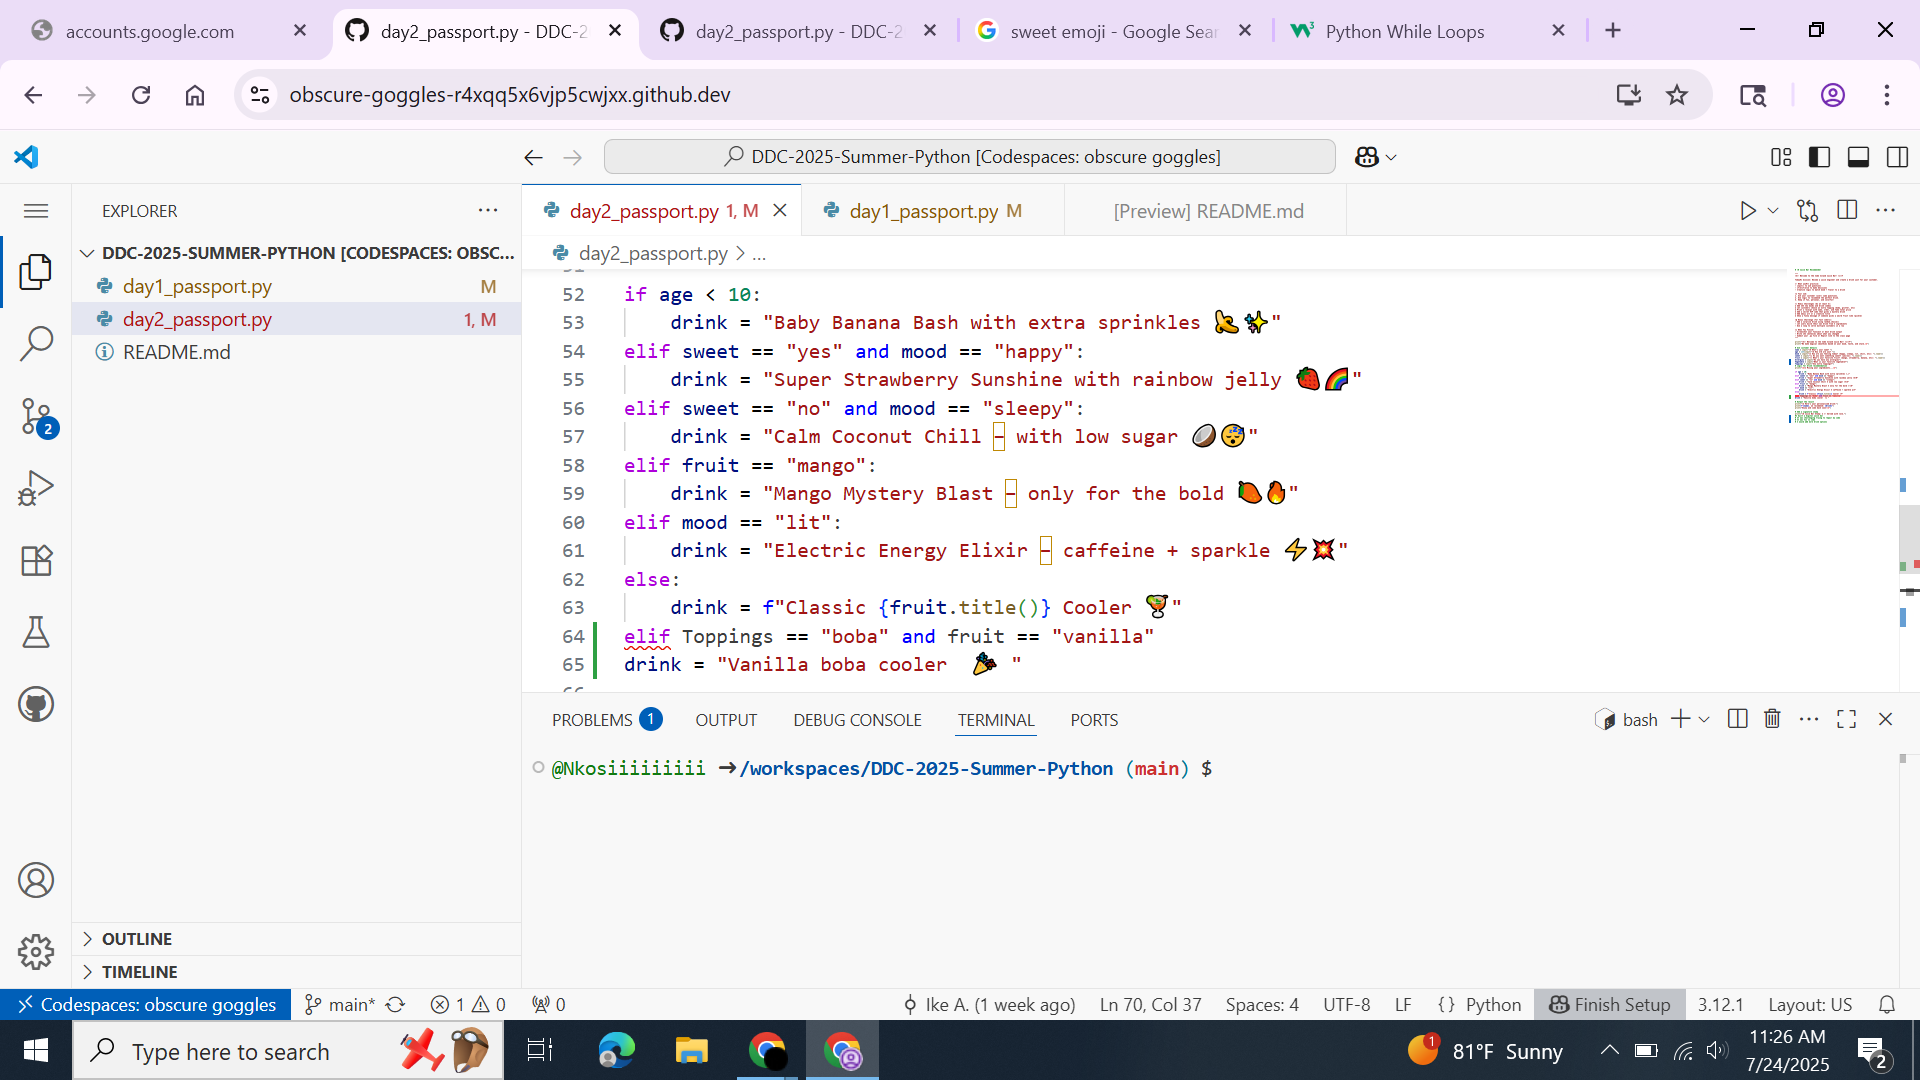 accounts.google.com
day2_passport.py - DDC-2
day2_passport.py - DDC-2
sweet emoji - Google Sear
Python While Loops
obscure-goggles-r4xqq5x6vjp5cwjxx.github.dev
DDC-2025-Summer-Python [Codespaces: obscure goggles]
EXPLORER
day2_passport.py 1, M
day1_passport.py M
[Preview] README.md
DDC-2025-SUMMER-PYTHON [CODESPACES: OBSC...
day1_passport.py M
day2_passport.py 1, M
README.md
2
day2_passport.py > ...
52 if age < 10:
53 drink = "Baby Banana Bash with extra sprinkles 🍌✨"
54 elif sweet == "yes" and mood == "happy":
55 drink = "Super Strawberry Sunshine with rainbow jelly 🍓🌈"
56 elif sweet == "no" and mood == "sleepy":
57 drink = "Calm Coconut Chill – with low sugar 🥥😴"
58 elif fruit == "mango":
59 drink = "Mango Mystery Blast – only for the bold 🥭🔥"
60 elif mood == "lit":
61 drink = "Electric Energy Elixir – caffeine + sparkle ⚡💥"
62 else:
63 drink = f"Classic {fruit.title()} Cooler 🍹"
64 elif Toppings == "boba" and fruit == "vanilla"
65 drink = "Vanilla boba cooler  🎉 "
PROBLEMS 1
OUTPUT
DEBUG CONSOLE
TERMINAL
PORTS
bash
@Nkosiiiiiiiii ➜/workspaces/DDC-2025-Summer-Python (main) $
OUTLINE
TIMELINE
Codespaces: obscure goggles
main*
1 0
0
Ike A. (1 week ago)
Ln 70, Col 37
Spaces: 4
UTF-8
LF
{} Python
Finish Setup
3.12.1
Layout: US
Type here to search
1
81°F Sunny
11:26 AM
7/24/2025
2